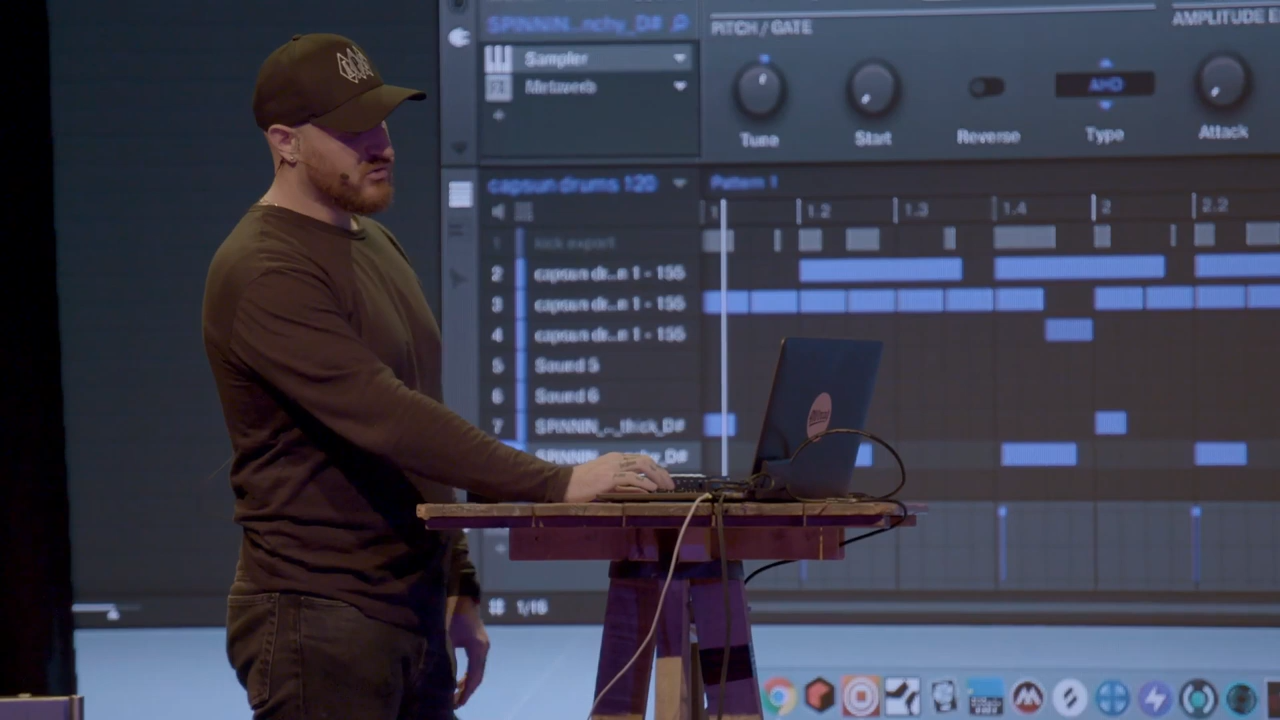 SPINNIN...nchy_D#
PITCH / GATE
AMPLITUDE E
Sampler
Metaverb
+
Tune
Start
Reverse
AHD
Type
Attack
capsun drums 120
Pattern 1
1
1.2
1.3
1.4
2
2.2
1 kick export
2 capsun dr...n 1 - 155
3 capsun dr...n 1 - 155
4 capsun dr...n 1 - 155
5 Sound 5
6 Sound 6
7 SPINNIN_..._thick_D#
1/16